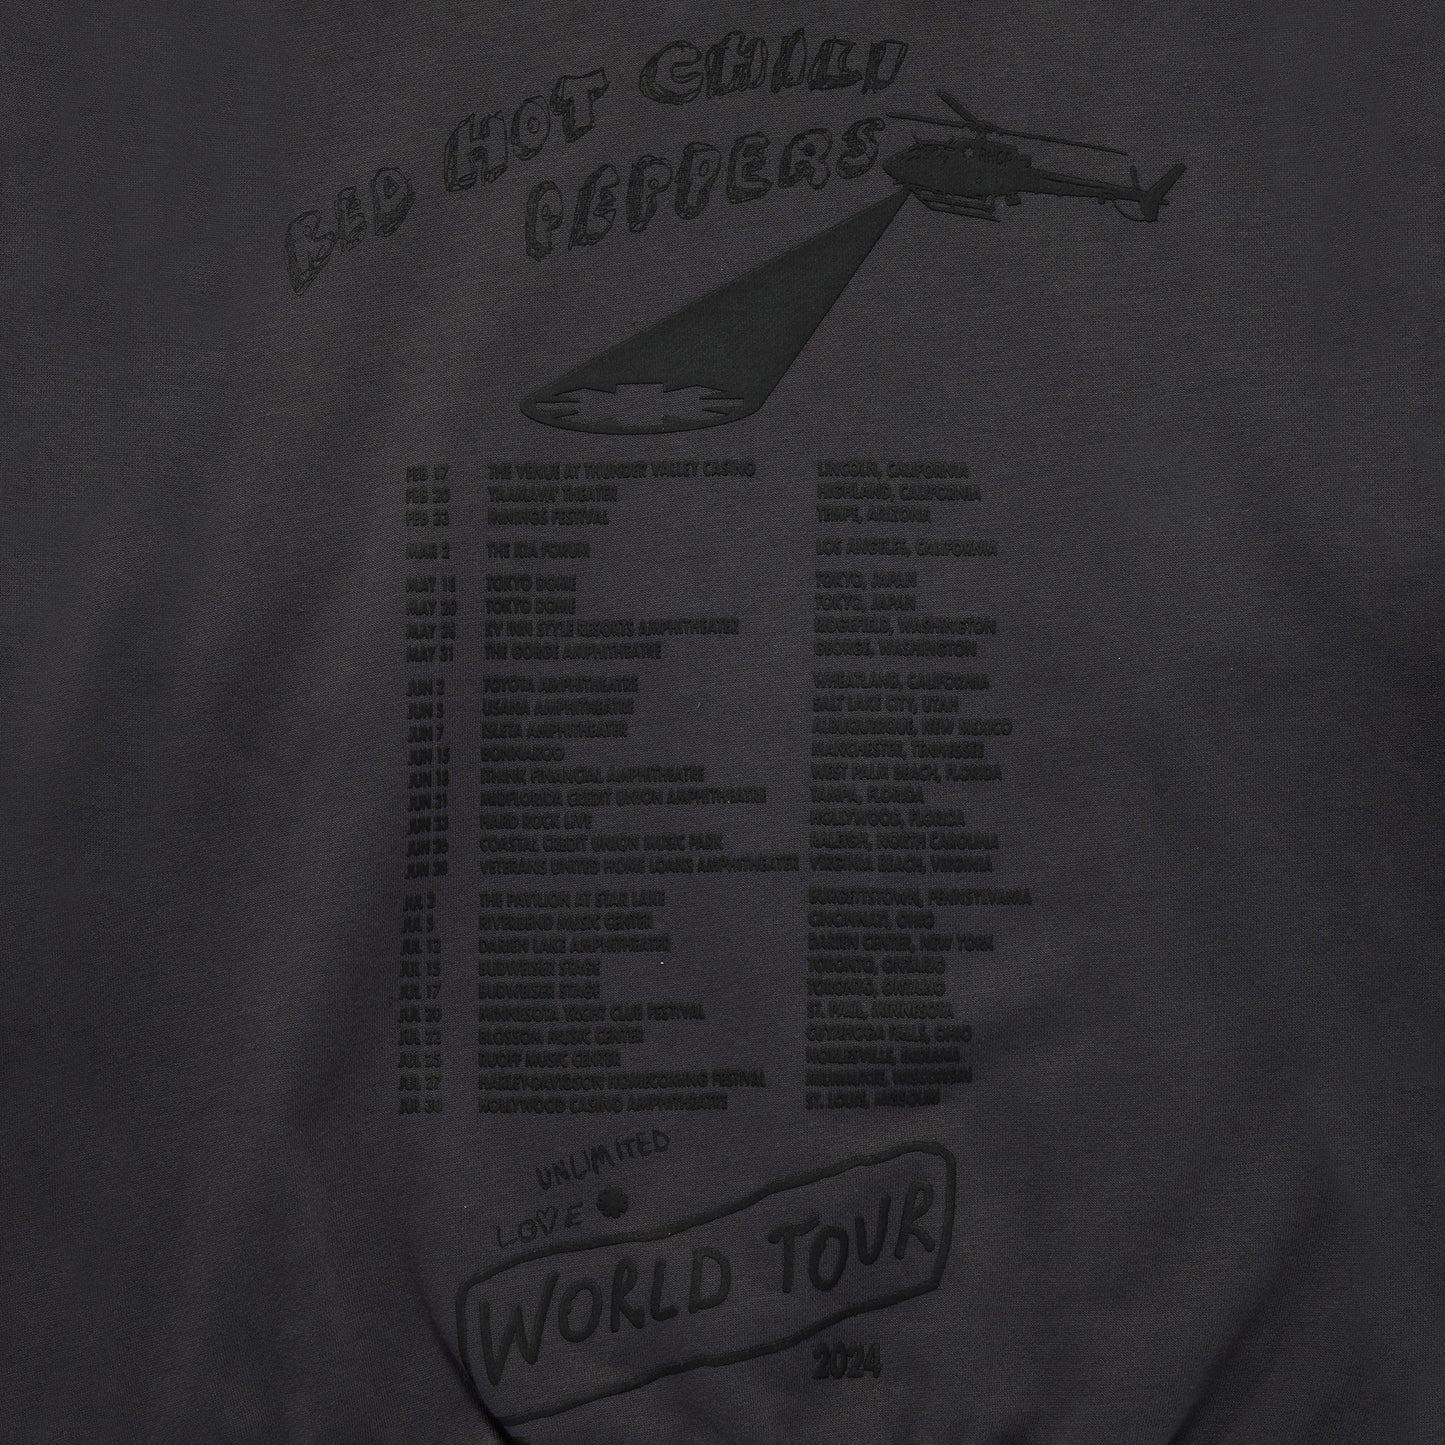 RED HOT CHILI
PEPPERS
RHCP
FEB 17 THE VENUE AT THUNDER VALLEY CASINO LINCOLN, CALIFORNIA
FEB 20 YAAMAVA' THEATER HIGHLAND, CALIFORNIA
FEB 23 INNINGS FESTIVAL TEMPE, ARIZONA
MAR 2 THE KIA FORUM LOS ANGELES, CALIFORNIA
MAY 18 TOKYO DOME TOKYO, JAPAN
MAY 20 TOKYO DOME TOKYO, JAPAN
MAY 28 RV INN STYLE RESORTS AMPHITHEATER RIDGEFIELD, WASHINGTON
MAY 31 THE GORGE AMPHITHEATRE GEORGE, WASHINGTON
JUN 2 TOYOTA AMPHITHEATRE WHEATLAND, CALIFORNIA
JUN 5 USANA AMPHITHEATRE SALT LAKE CITY, UTAH
JUN 7 ISLETA AMPHITHEATER ALBUQUERQUE, NEW MEXICO
JUN 15 BONNAROO MANCHESTER, TENNESSEE
JUN 18 ITHINK FINANCIAL AMPHITHEATRE WEST PALM BEACH, FLORIDA
JUN 21 MIDFLORIDA CREDIT UNION AMPHITHEATRE TAMPA, FLORIDA
JUN 23 HARD ROCK LIVE HOLLYWOOD, FLORIDA
JUN 26 COASTAL CREDIT UNION MUSIC PARK RALEIGH, NORTH CAROLINA
JUN 28 VETERANS UNITED HOME LOANS AMPHITHEATER VIRGINIA BEACH, VIRGINIA
JUL 2 THE PAVILION AT STAR LAKE BURGETTSTOWN, PENNSYLVANIA
JUL 5 RIVERBEND MUSIC CENTER CINCINNATI, OHIO
JUL 12 DARIEN LAKE AMPHITHEATER DARIEN CENTER, NEW YORK
JUL 15 BUDWEISER STAGE TORONTO, ONTARIO
JUL 17 BUDWEISER STAGE TORONTO, ONTARIO
JUL 20 MINNESOTA YACHT CLUB FESTIVAL ST. PAUL, MINNESOTA
JUL 22 BLOSSOM MUSIC CENTER CUYAHOGA FALLS, OHIO
JUL 25 RUOFF MUSIC CENTER NOBLESVILLE, INDIANA
JUL 27 HARLEY-DAVIDSON HOMECOMING FESTIVAL MILWAUKEE, WISCONSIN
JUL 30 HOLLYWOOD CASINO AMPHITHEATRE ST. LOUIS, MISSOURI
UNLIMITED
LOVE
WORLD TOUR
2024